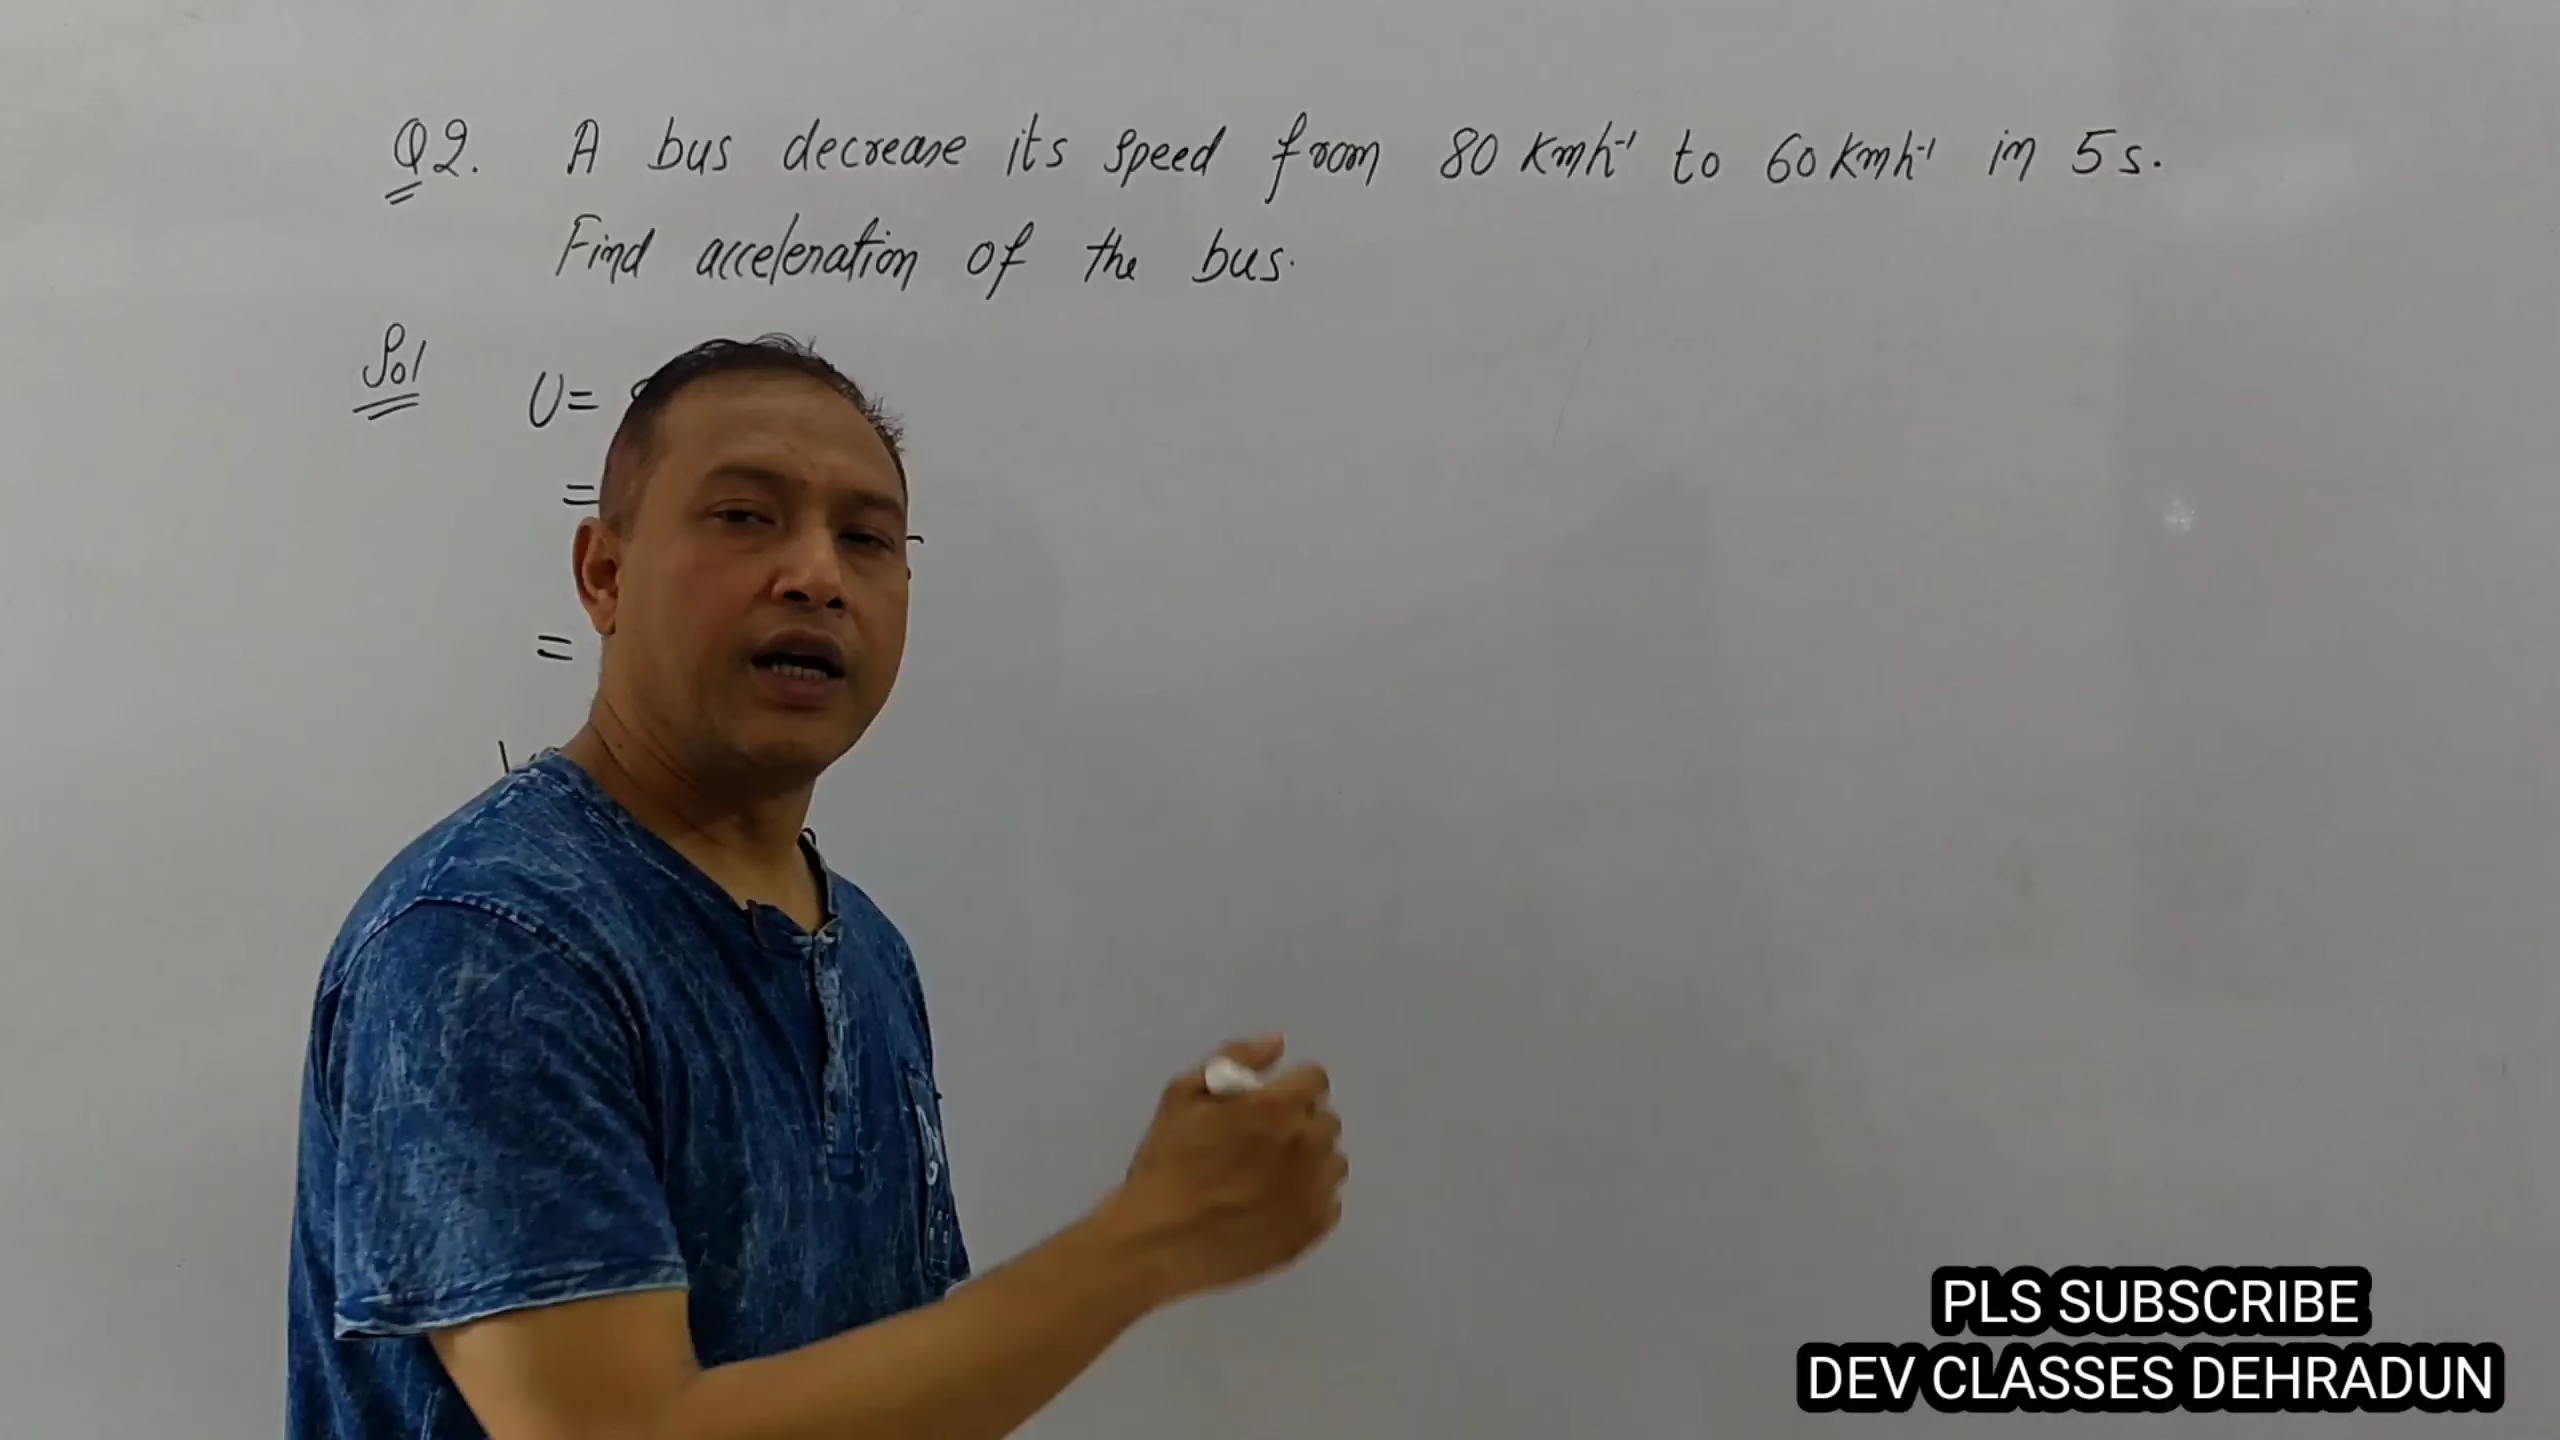 Q2. A bus decrease its speed from 80 Kmh⁻¹ to 60 Kmh⁻¹ in 5s.
Find acceleration of the bus.
Sol U=
=
=
PLS SUBSCRIBE
DEV CLASSES DEHRADUN